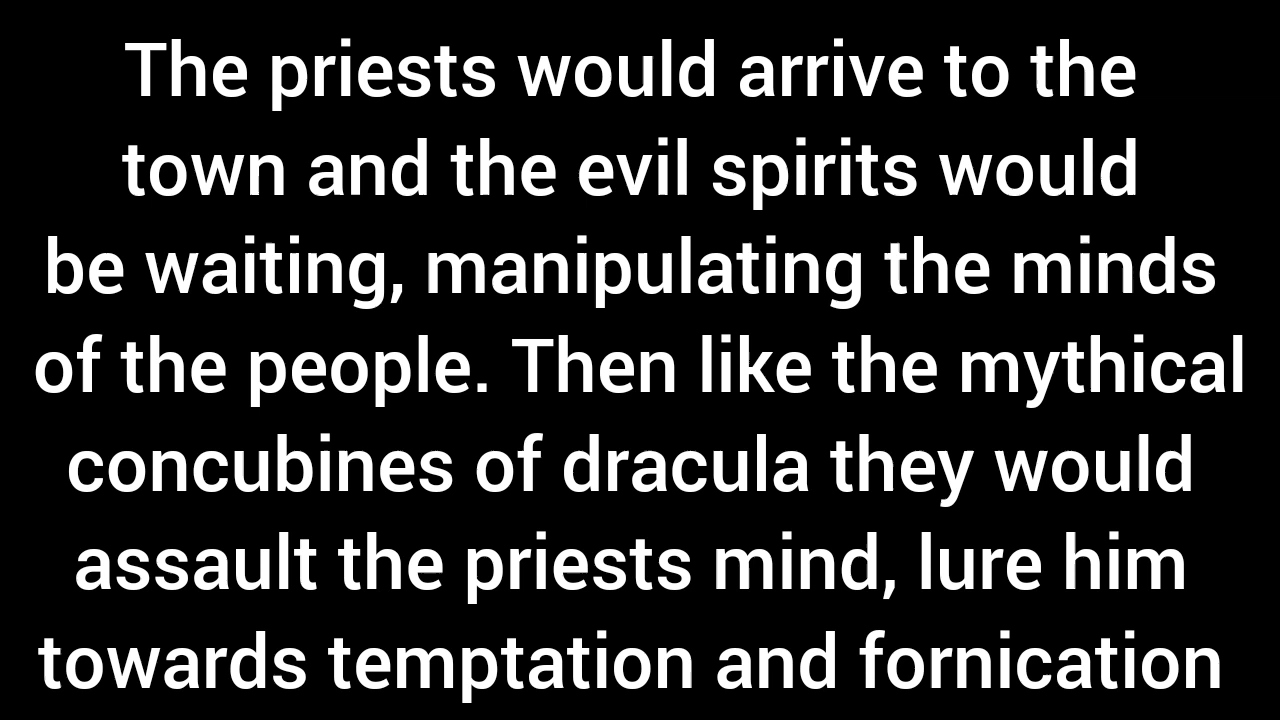 The priests would arrive to the
town and the evil spirits would
be waiting, manipulating the minds
of the people. Then like the mythical
concubines of dracula they would
assault the priests mind, lure him
towards temptation and fornication